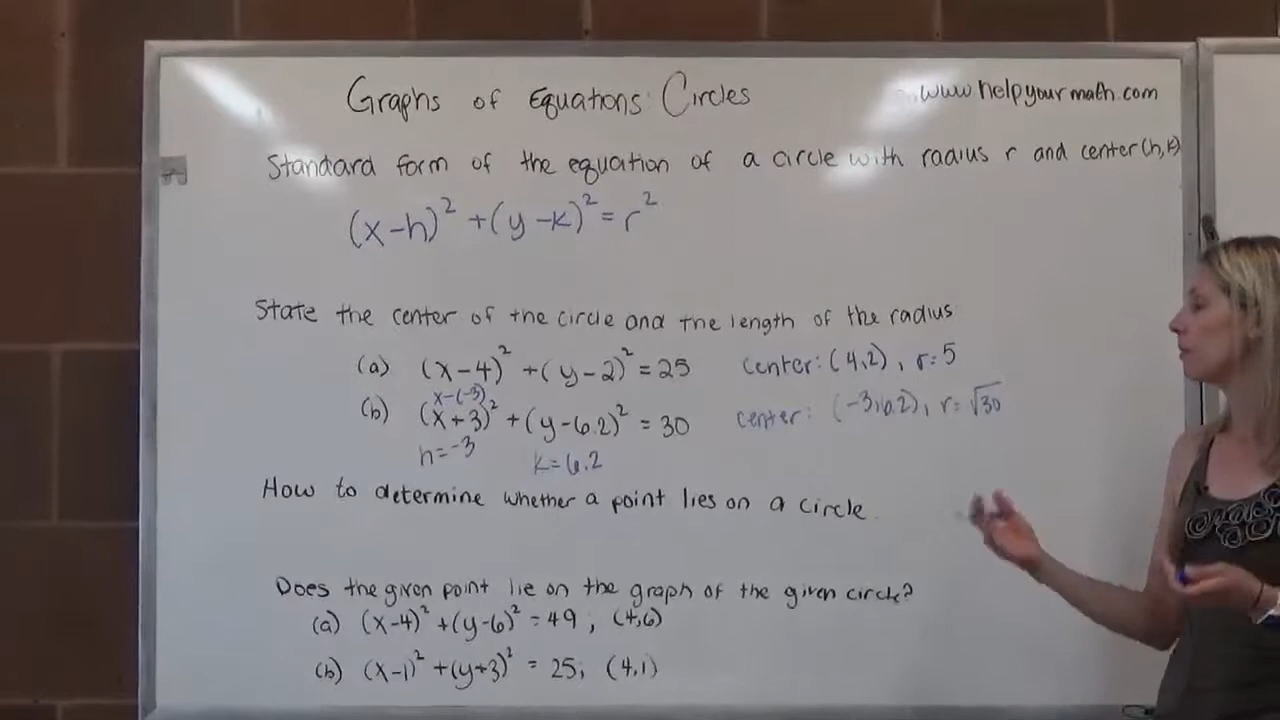 Graphs of Equations: Circles
www.helpyourmath.com
Standard form of the equation of a circle with radius r and center (h,k)
(x-h)² + (y-k)² = r²
State the center of the circle and the length of the radius
(a) (x-4)² + (y-2)² = 25 center: (4,2), r=5
x-(-3)
(b) (x+3)² + (y-6.2)² = 30 center: (-3,6.2), r=√30
h=-3 k=6.2
How to determine whether a point lies on a circle.
Does the given point lie on the graph of the given circle?
(a) (x-4)² + (y-6)² = 49, (4,6)
(b) (x-1)² + (y+3)² = 25, (4,1)